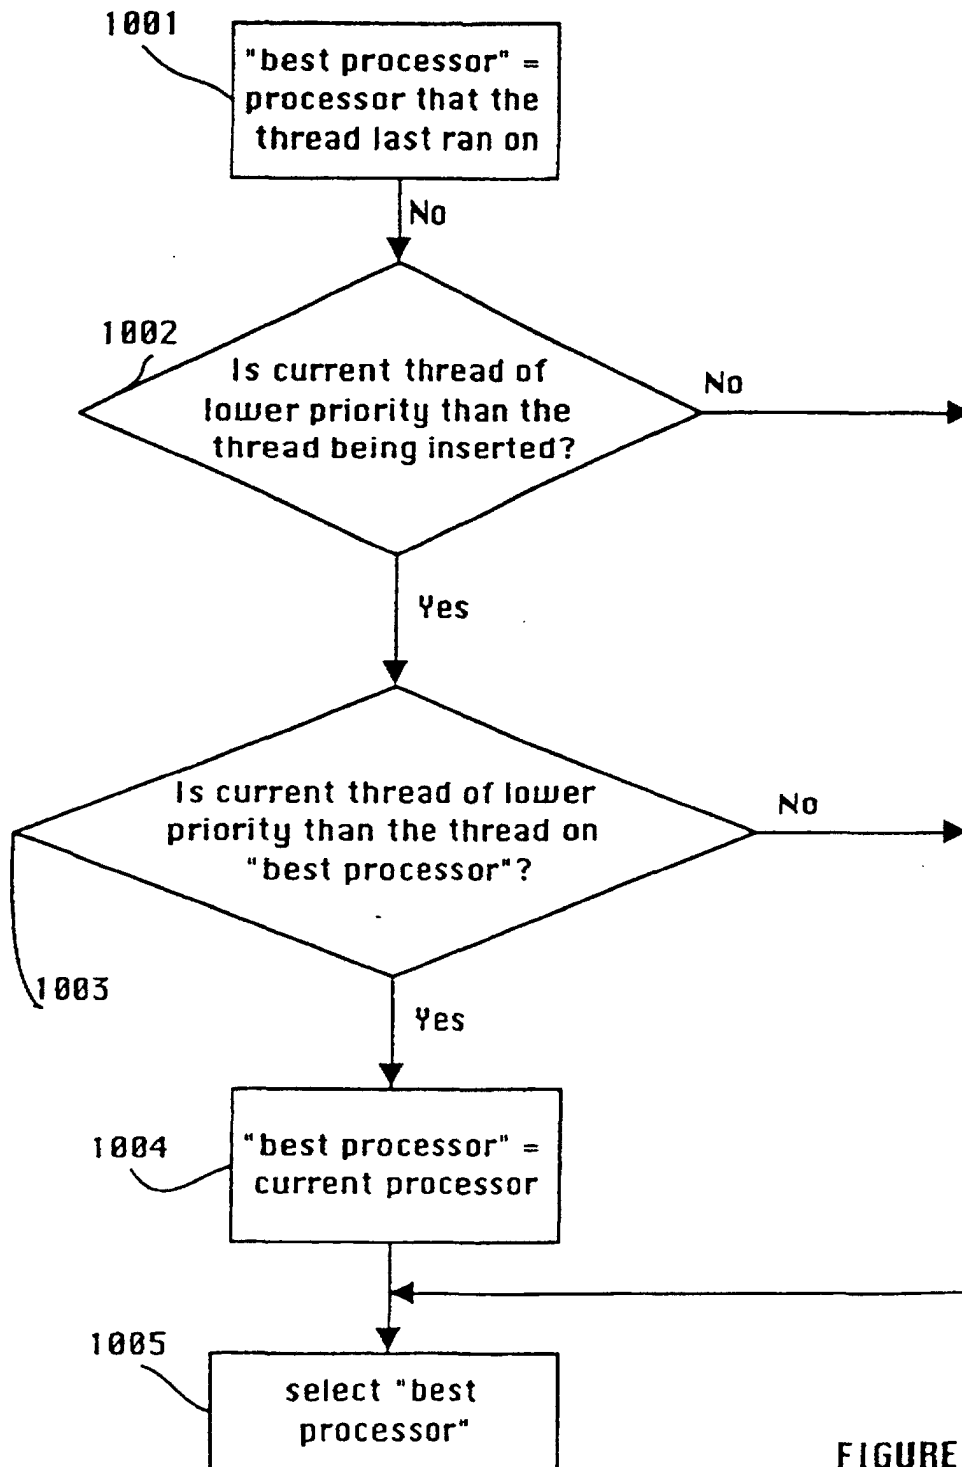 1001
"best processor" =
processor that the
thread last ran on
No
1002
Is current thread of
lower priority than the
thread being inserted?
No
Yes
Is current thread of lower
priority than the thread on
"best processor"?
No
1003
Yes
1004
"best processor" =
current processor
1005
select "best
processor"
FIGURE